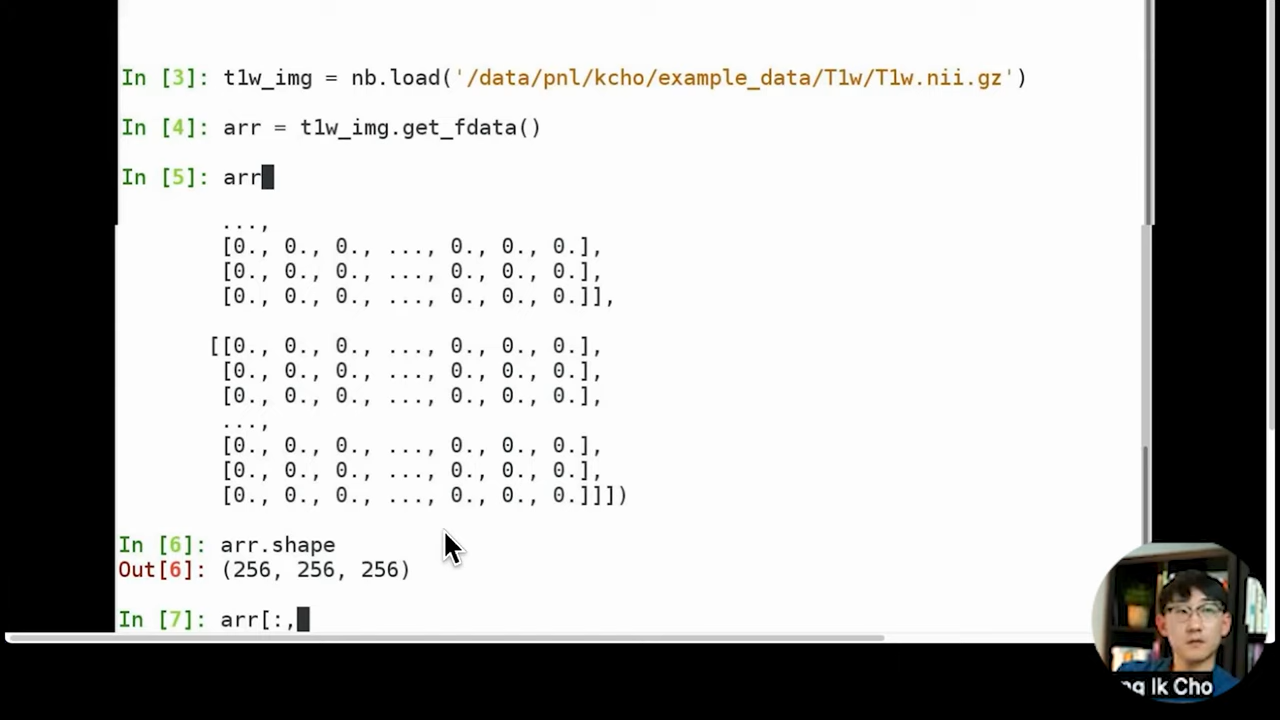 In [3]: t1w_img = nb.load('/data/pnl/kcho/example_data/T1w/T1w.nii.gz')
In [4]: arr = t1w_img.get_fdata()
In [5]: arr
...,
[0., 0., 0., ..., 0., 0., 0.],
[0., 0., 0., ..., 0., 0., 0.],
[0., 0., 0., ..., 0., 0., 0.]],
[[0., 0., 0., ..., 0., 0., 0.],
[0., 0., 0., ..., 0., 0., 0.],
[0., 0., 0., ..., 0., 0., 0.],
...,
[0., 0., 0., ..., 0., 0., 0.],
[0., 0., 0., ..., 0., 0., 0.],
[0., 0., 0., ..., 0., 0., 0.]]])
In [6]: arr.shape
Out[6]: (256, 256, 256)
In [7]: arr[:,
Ik Cho